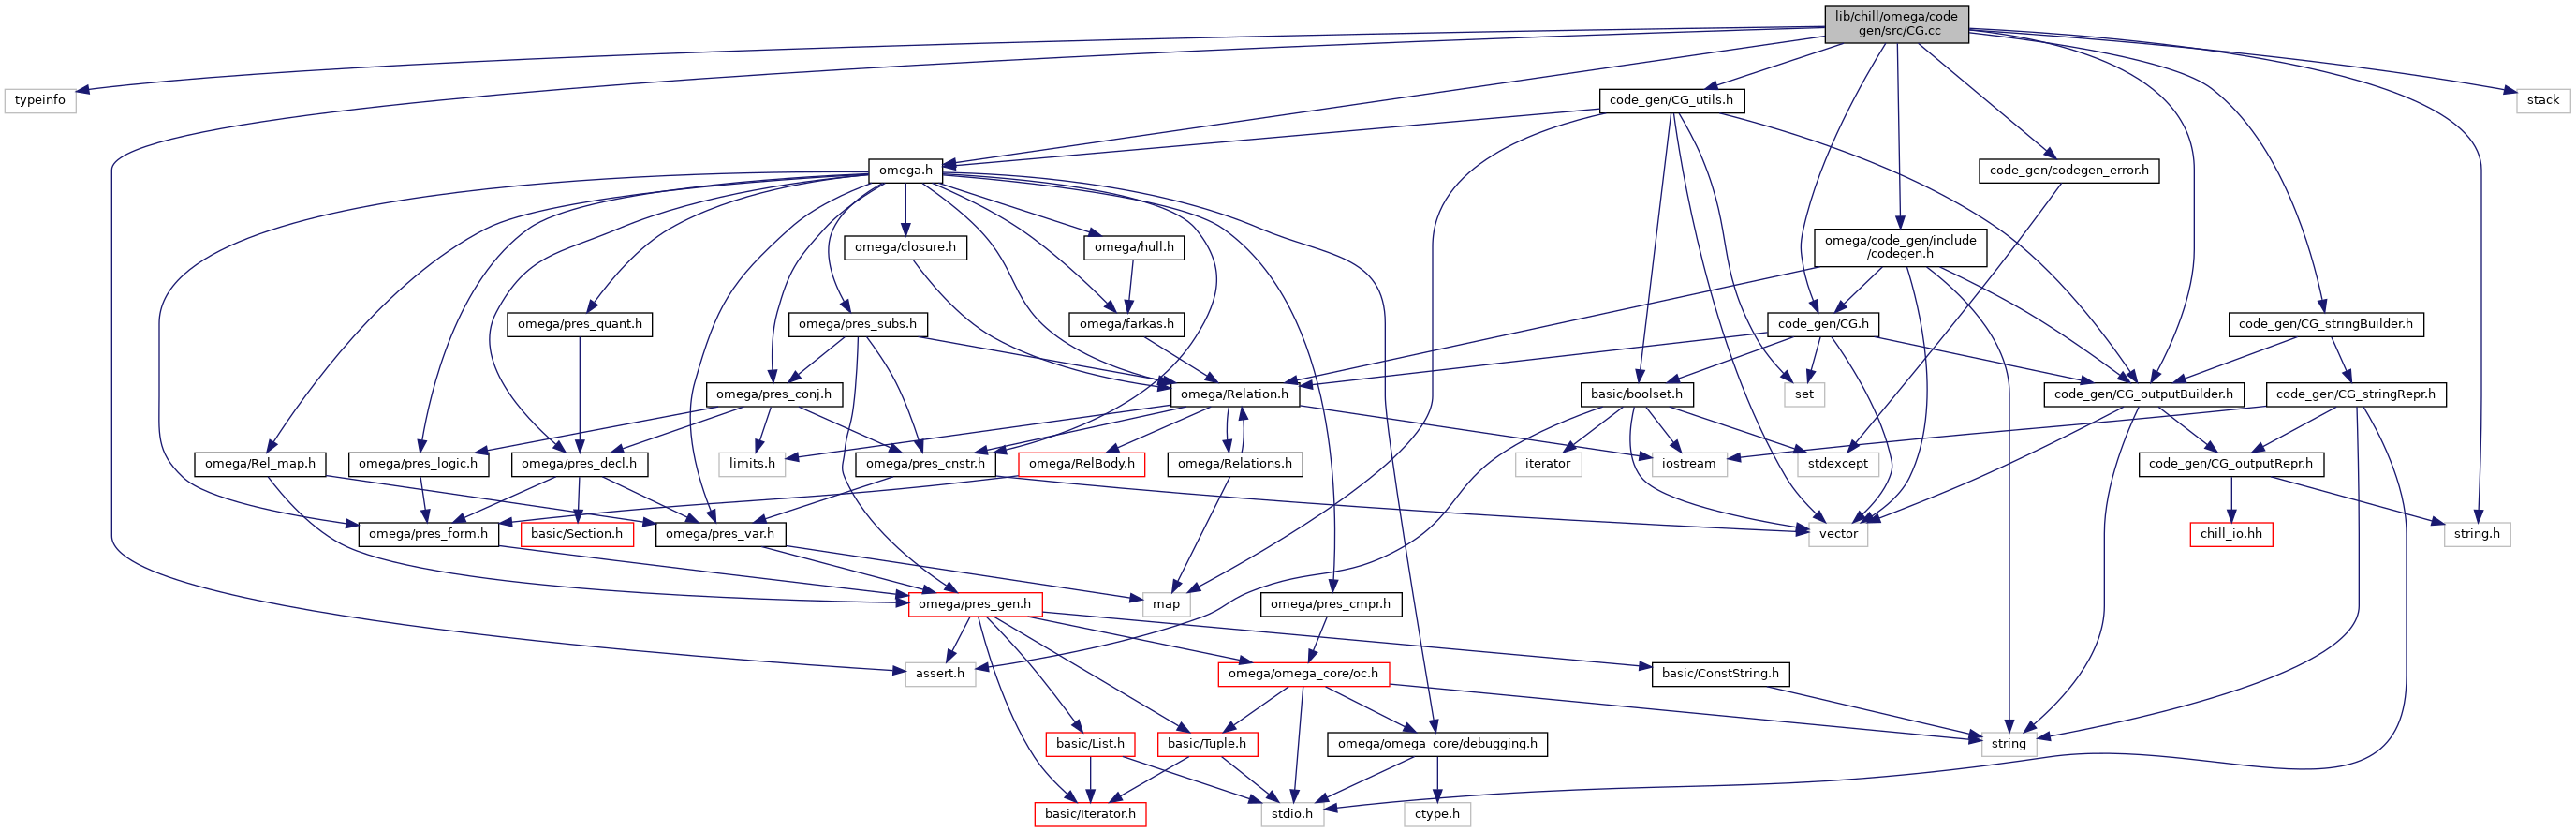 lib/chill/omega/code
_gen/src/CG.cc
typeinfo
code_gen/CG_utils.h
stack
omega.h
code_gen/codegen_error.h
omega/closure.h
omega/hull.h
omega/code_gen/include
/codegen.h
omega/pres_quant.h
omega/pres_subs.h
omega/farkas.h
code_gen/CG.h
code_gen/CG_stringBuilder.h
omega/pres_conj.h
omega/Relation.h
basic/boolset.h
set
code_gen/CG_outputBuilder.h
code_gen/CG_stringRepr.h
omega/Rel_map.h
omega/pres_logic.h
omega/pres_decl.h
limits.h
omega/pres_cnstr.h
omega/RelBody.h
omega/Relations.h
iterator
iostream
stdexcept
code_gen/CG_outputRepr.h
omega/pres_form.h
basic/Section.h
omega/pres_var.h
vector
chill_io.hh
string.h
omega/pres_gen.h
map
omega/pres_cmpr.h
assert.h
omega/omega_core/oc.h
basic/ConstString.h
basic/List.h
basic/Tuple.h
omega/omega_core/debugging.h
string
basic/Iterator.h
stdio.h
ctype.h